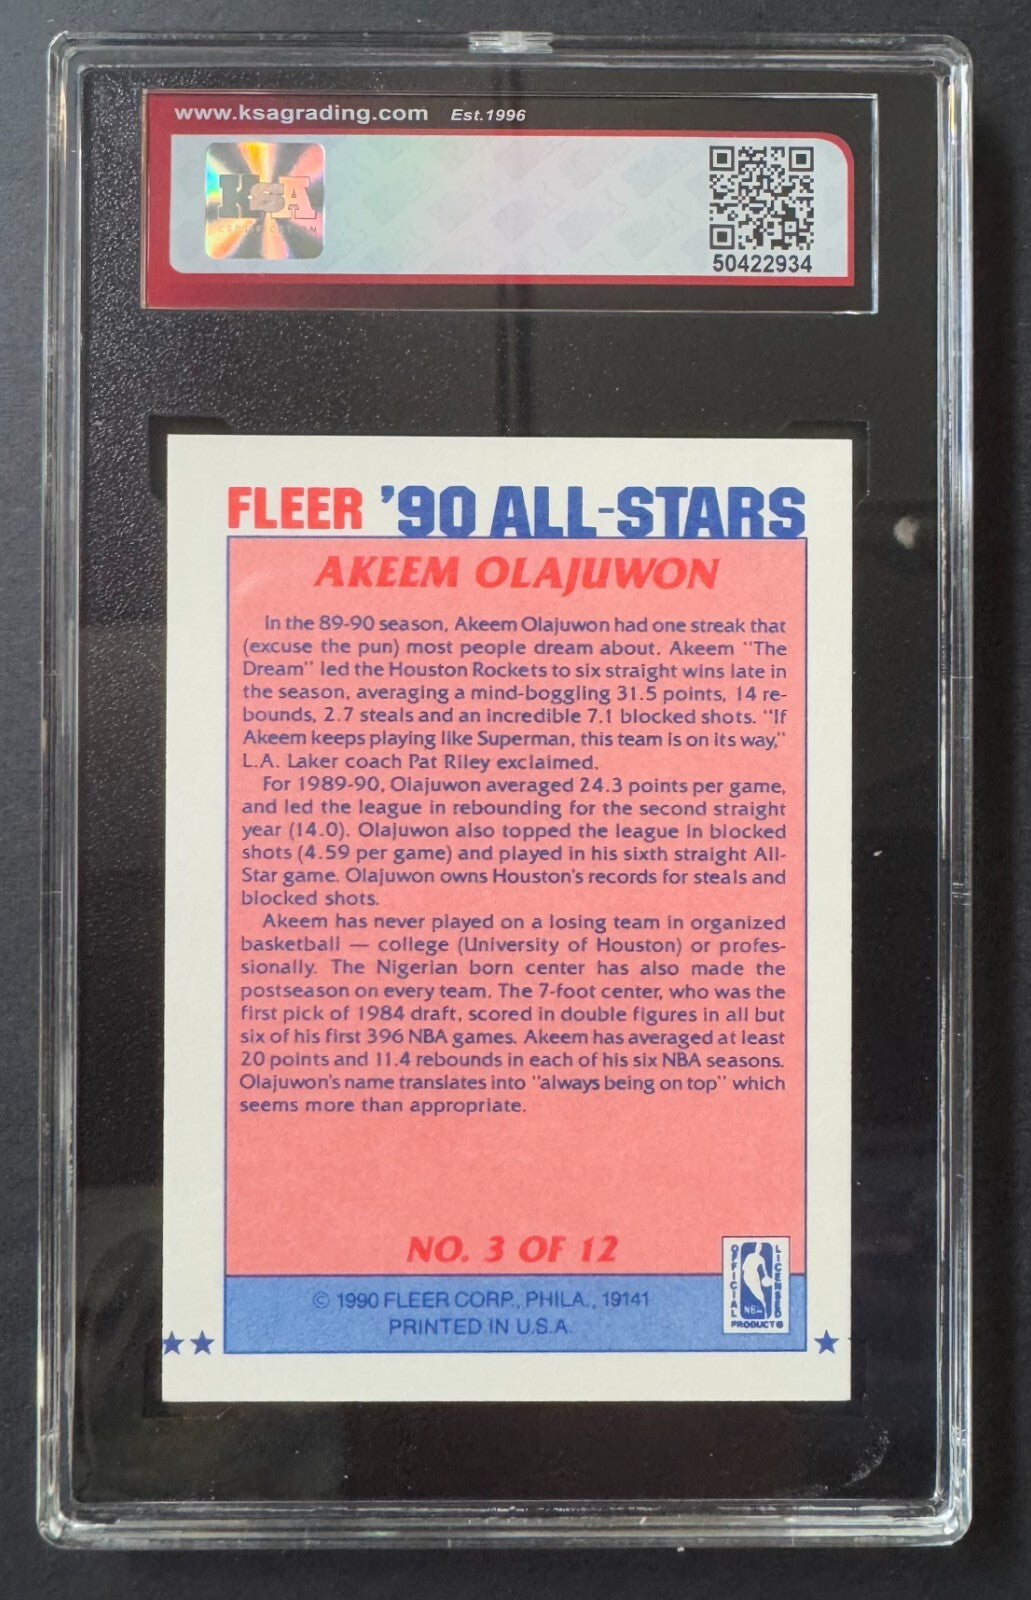 www.ksagrading.com Est.1996
KSA
CERTIFICATION
50422934
FLEER '90 ALL-STARS
AKEEM OLAJUWON
In the 89-90 season, Akeem Olajuwon had one streak that
(excuse the pun) most people dream about. Akeem "The
Dream" led the Houston Rockets to six straight wins late in
the season, averaging a mind-boggling 31.5 points, 14 re-
bounds, 2.7 steals and an incredible 7.1 blocked shots. "If
Akeem keeps playing like Superman, this team is on its way,"
L.A. Laker coach Pat Riley exclaimed.
For 1989-90, Olajuwon averaged 24.3 points per game,
and led the league in rebounding for the second straight
year (14.0). Olajuwon also topped the league in blocked
shots (4.59 per game) and played in his sixth straight All-
Star game. Olajuwon owns Houston's records for steals and
blocked shots.
Akeem has never played on a losing team in organized
basketball — college (University of Houston) or profes-
sionally. The Nigerian born center has also made the
postseason on every team. The 7-foot center, who was the
first pick of 1984 draft, scored in double figures in all but
six of his first 396 NBA games. Akeem has averaged at least
20 points and 11.4 rebounds in each of his six NBA seasons.
Olajuwon's name translates into "always being on top" which
seems more than appropriate.
NO. 3 OF 12
OFFICIAL LICENSED
NBA
PRODUCT®
© 1990 FLEER CORP., PHILA., 19141
PRINTED IN U.S.A.